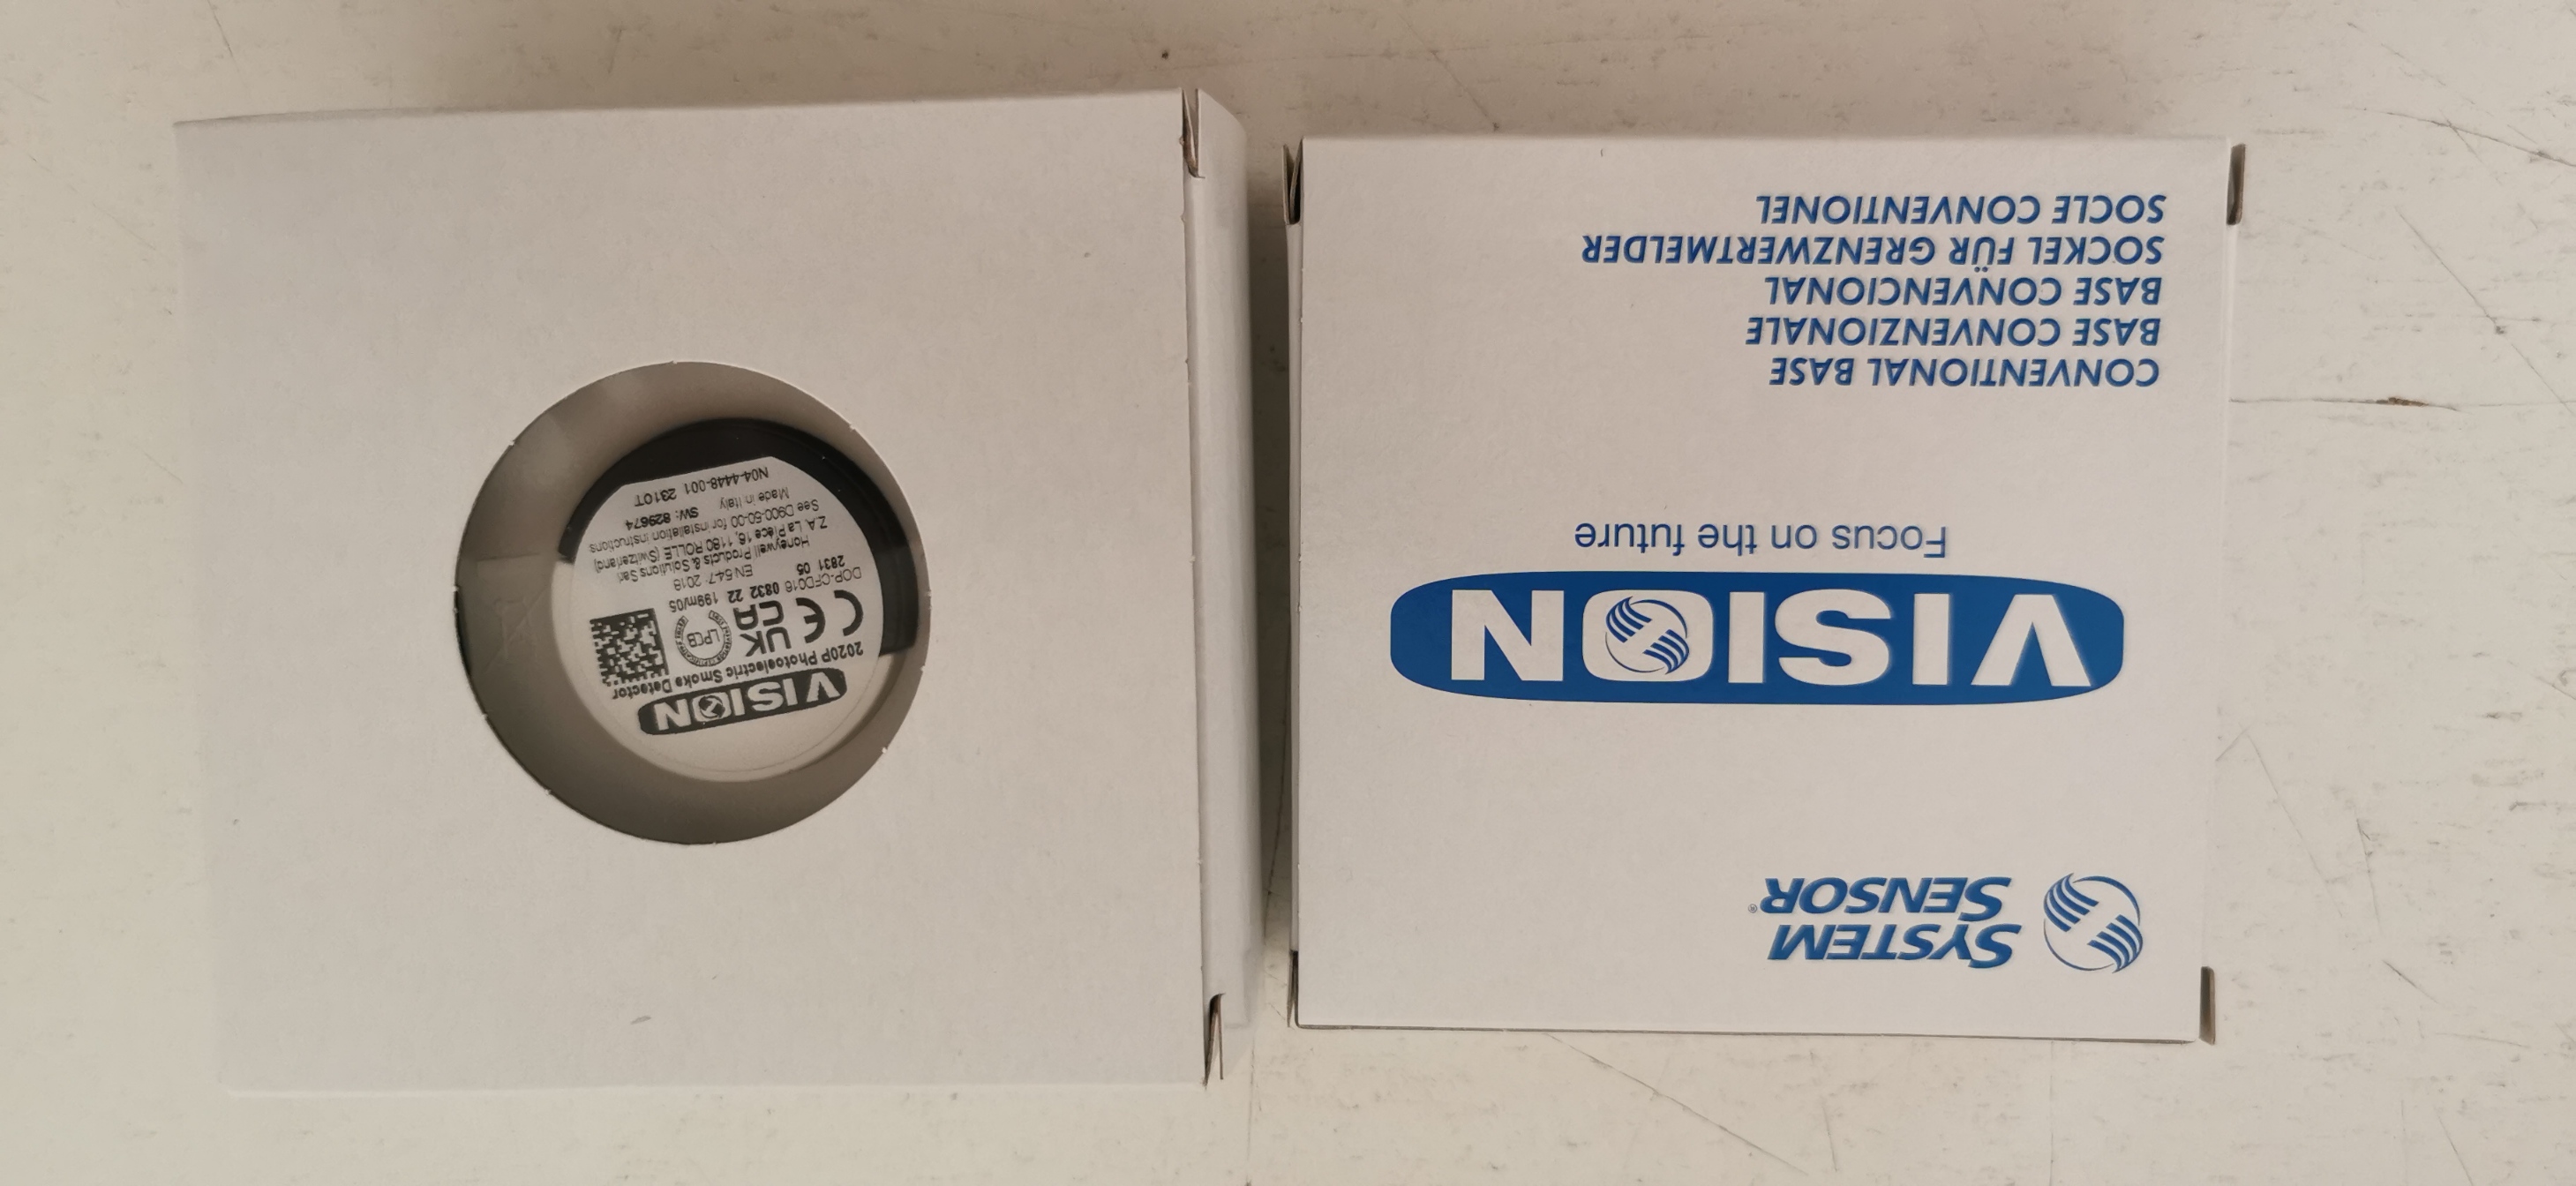 SYSTEM
SENSOR®
VISION
Focus on the future
CONVENTIONAL BASE
BASE CONVENZIONALE
BASE CONVENCIONAL
SOCKEL FÜR GRENZWERTMELDER
SOCLE CONVENTIONEL
VISION
2020P Photoelectric Smoke Detector
CE UK CA LPCB
0832 22 199m/05
DOP-CFD016
2831 05 EN 54-7: 2018
Honeywell Products & Solutions Sarl
Z.A. La Pièce 16, 1180 ROLLE (Switzerland)
See D900-50-00 for installation instructions
Made in Italy SW: 829674
N04-4448-001 2310T